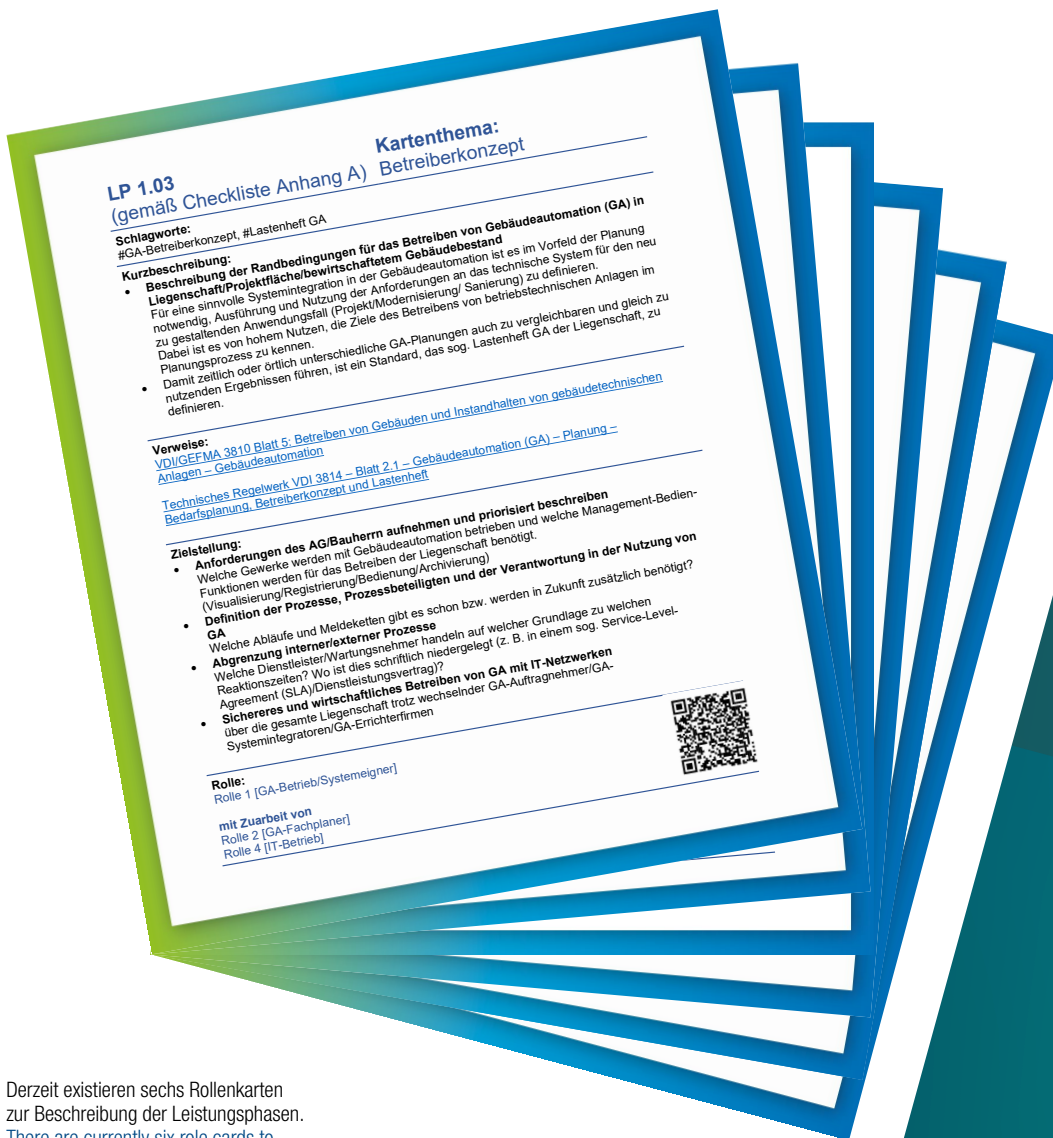 Kartenthema:
LP 1.03
(gemäß Checkliste Anhang A) Betreiberkonzept
Schlagworte:
#GA-Betreiberkonzept, #Lastenheft GA
Kurzbeschreibung:
• Beschreibung der Randbedingungen für das Betreiben von Gebäudeautomation (GA) in
Liegenschaft/Projektfläche/bewirtschaftetem Gebäudebestand
Für eine sinnvolle Systemintegration in der Gebäudeautomation ist es im Vorfeld der Planung
notwendig, Ausführung und Nutzung der Anforderungen an das technische System für den neu
zu gestaltenden Anwendungsfall (Projekt/Modernisierung/ Sanierung) zu definieren.
Dabei ist es von hohem Nutzen, die Ziele des Betreibens von betriebstechnischen Anlagen im
Planungsprozess zu kennen.
• Damit zeitlich oder örtlich unterschiedliche GA-Planungen auch zu vergleichbaren und gleich zu
nutzenden Ergebnissen führen, ist ein Standard, das sog. Lastenheft GA der Liegenschaft, zu
definieren.
Verweise:
VDI/GEFMA 3810 Blatt 5: Betreiben von Gebäuden und Instandhalten von gebäudetechnischen
Anlagen – Gebäudeautomation
Technisches Regelwerk VDI 3814 – Blatt 2.1 – Gebäudeautomation (GA) – Planung –
Bedarfsplanung, Betreiberkonzept und Lastenheft
Zielstellung:
• Anforderungen des AG/Bauherrn aufnehmen und priorisiert beschreiben
Welche Gewerke werden mit Gebäudeautomation betrieben und welche Management-Bedien-
Funktionen werden für das Betreiben der Liegenschaft benötigt.
(Visualisierung/Registrierung/Bedienung/Archivierung)
• Definition der Prozesse, Prozessbeteiligten und der Verantwortung in der Nutzung von
GA
Welche Abläufe und Meldeketten gibt es schon bzw. werden in Zukunft zusätzlich benötigt?
• Abgrenzung interner/externer Prozesse
Welche Dienstleister/Wartungsnehmer handeln auf welcher Grundlage zu welchen
Reaktionszeiten? Wo ist dies schriftlich niedergelegt (z. B. in einem sog. Service-Level-
Agreement (SLA)/Dienstleistungsvertrag)?
• Sichereres und wirtschaftliches Betreiben von GA mit IT-Netzwerken
über die gesamte Liegenschaft trotz wechselnder GA-Auftragnehmer/GA-
Systemintegratoren/GA-Errichterfirmen
Rolle:
Rolle 1 [GA-Betrieb/Systemeigner]
mit Zuarbeit von
Rolle 2 [GA-Fachplaner]
Rolle 4 [IT-Betrieb]
Derzeit existieren sechs Rollenkarten
zur Beschreibung der Leistungsphasen.
There are currently six role cards to